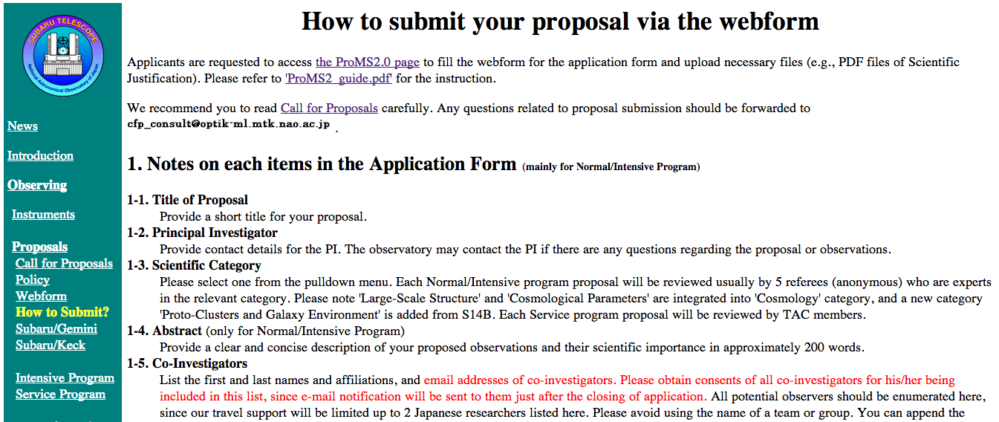 SUBARU TELESCOPE
National Astronomical Observatory of Japan
News
Introduction
Observing
Instruments
Proposals
Call for Proposals
Policy
Webform
How to Submit?
Subaru/Gemini
Subaru/Keck
Intensive Program
Service Program
How to submit your proposal via the webform
Applicants are requested to access the ProMS2.0 page to fill the webform for the application form and upload necessary files (e.g., PDF files of Scientific
Justification). Please refer to 'ProMS2_guide.pdf' for the instruction.
We recommend you to read Call for Proposals carefully. Any questions related to proposal submission should be forwarded to
cfp_consult@optik-ml.mtk.nao.ac.jp .
1. Notes on each items in the Application Form (mainly for Normal/Intensive Program)
1-1. Title of Proposal
Provide a short title for your proposal.
1-2. Principal Investigator
Provide contact details for the PI. The observatory may contact the PI if there are any questions regarding the proposal or observations.
1-3. Scientific Category
Please select one from the pulldown menu. Each Normal/Intensive program proposal will be reviewed usually by 5 referees (anonymous) who are experts
in the relevant category. Please note 'Large-Scale Structure' and 'Cosmological Parameters' are integrated into 'Cosmology' category, and a new category
'Proto-Clusters and Galaxy Environment' is added from S14B. Each Service program proposal will be reviewed by TAC members.
1-4. Abstract (only for Normal/Intensive Program)
Provide a clear and concise description of your proposed observations and their scientific importance in approximately 200 words.
1-5. Co-Investigators
List the first and last names and affiliations, and email addresses of co-investigators. Please obtain consents of all co-investigators for his/her being
included in this list, since e-mail notification will be sent to them just after the closing of application. All potential observers should be enumerated here,
since our travel support will be limited up to 2 Japanese researchers listed here. Please avoid using the name of a team or group. You can append the